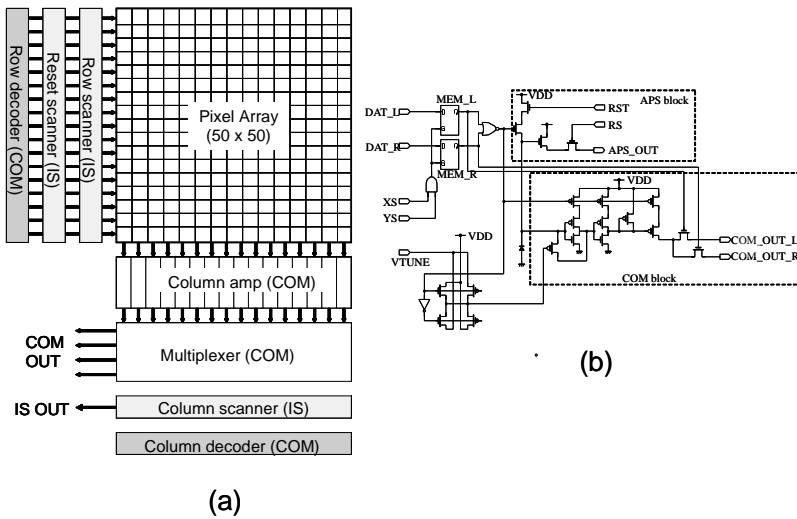 Row decoder (COM)
Reset scanner (IS)
Row scanner (IS)
Pixel Array
(50 x 50)
Column amp (COM)
Multiplexer (COM)
COM
OUT
IS OUT
Column scanner (IS)
Column decoder (COM)
(a)
VDD
APS block
MEM_L
DAT_L
RST
RS
DAT_R
APS_OUT
MEM_R
XS
YS
VDD
VDD
VTUNE
COM_OUT_L
COM_OUT_R
COM block
(b)